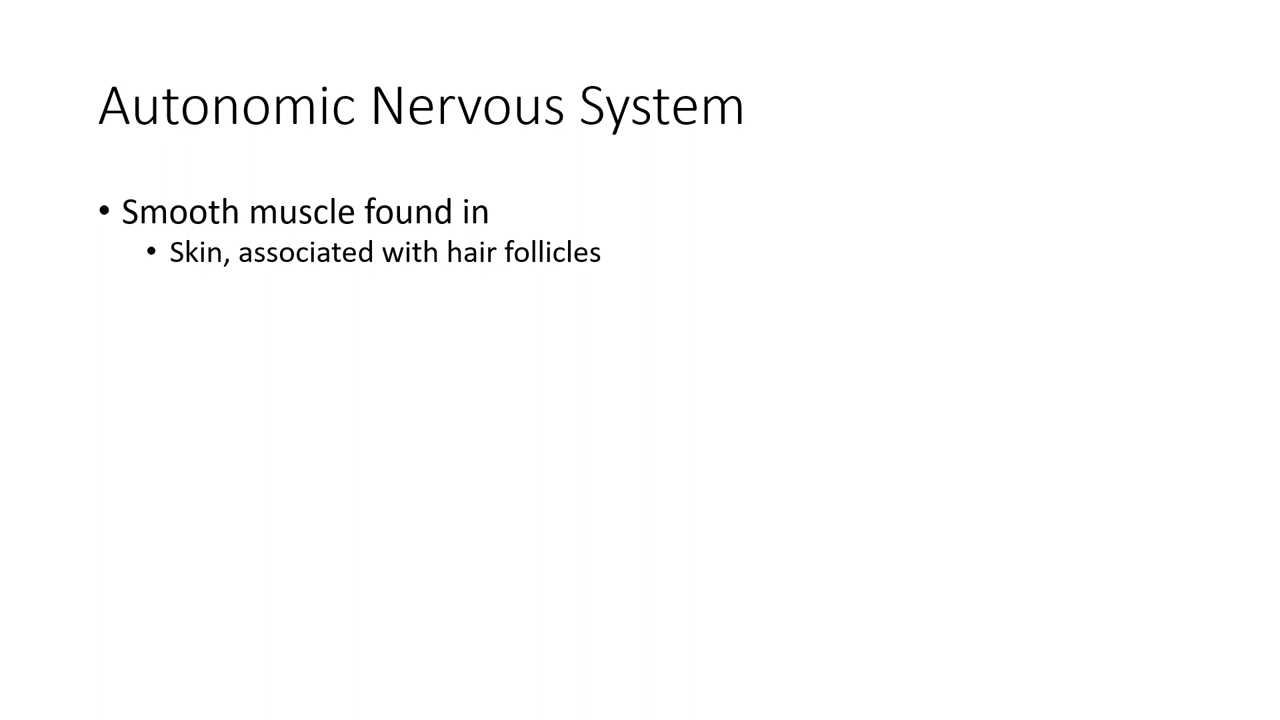 Autonomic Nervous System
• Smooth muscle found in
• Skin, associated with hair follicles